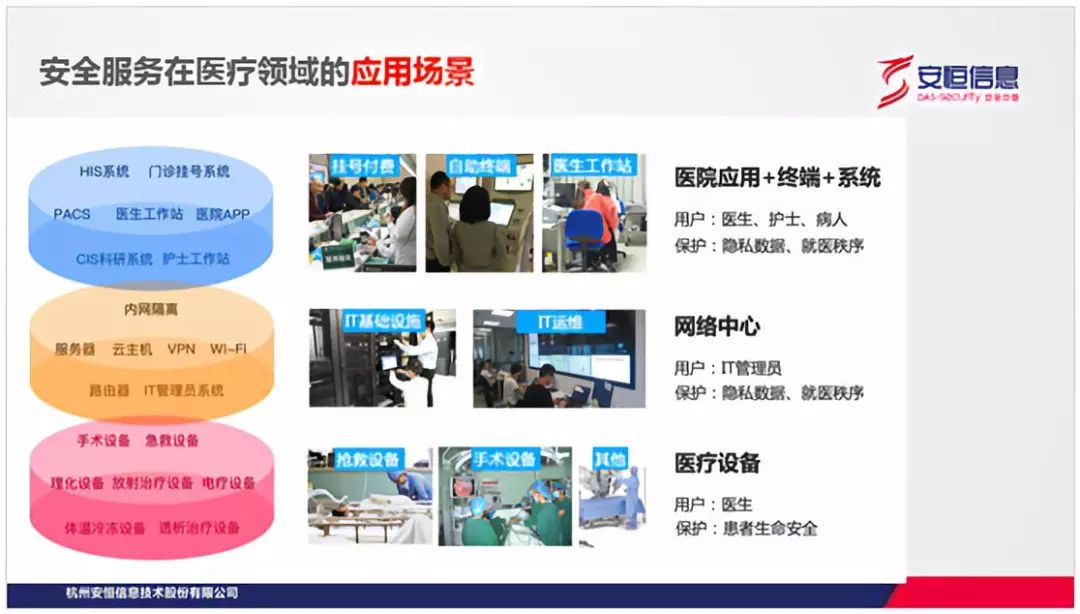 安全服务在医疗领域的应用场景
安恒信息
DAS-Security
HIS系统 门诊挂号系统
PACS 医生工作站 医院APP
CIS科研系统 护士工作站
挂号付费
自助终端
医生工作站
医院应用+终端+系统
用户：医生、护士、病人
保护：隐私数据、就医秩序
内网隔离
服务器 云主机 VPN Wi-Fi
路由器 IT管理员系统
IT基础设施
IT运维
网络中心
用户：IT管理员
保护：隐私数据、就医秩序
手术设备 急救设备
理化设备 放射治疗设备 电疗设备
体温冷冻设备 透析治疗设备
抢救设备
手术设备
其他
医疗设备
用户：医生
保护：患者生命安全
杭州安恒信息技术股份有限公司